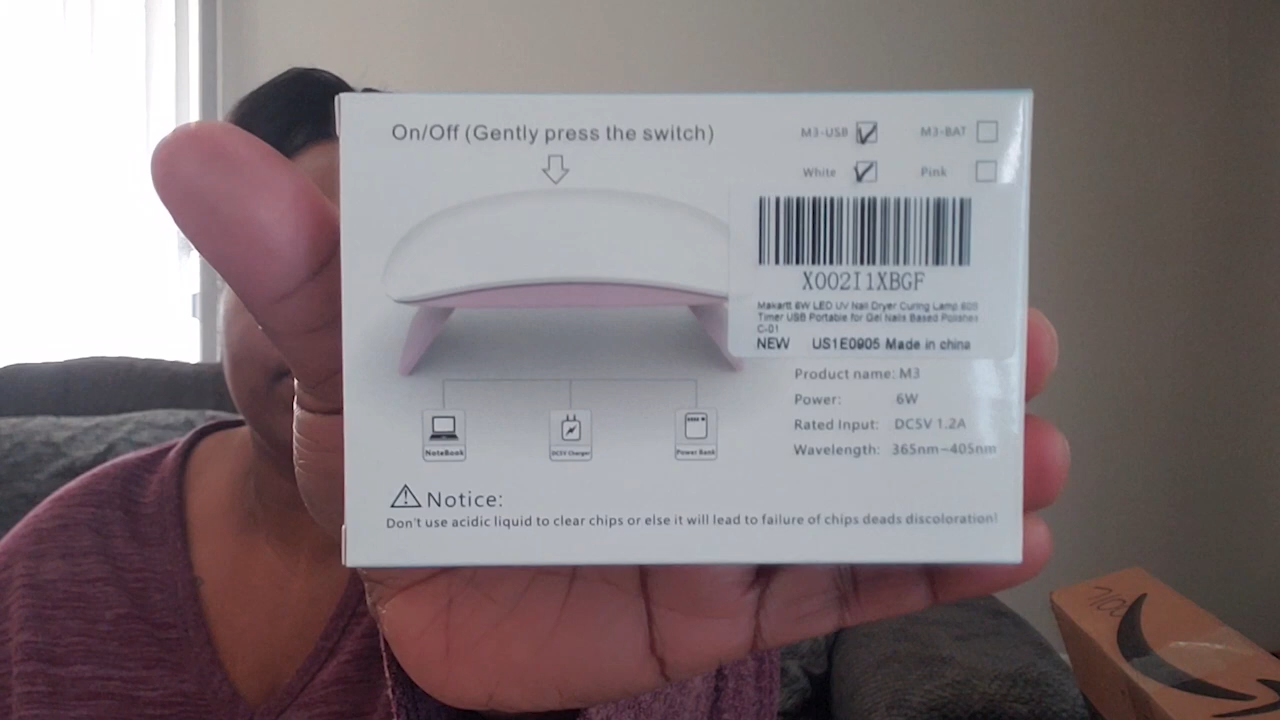 On/Off (Gently press the switch)
M3-USB M3-BAT
White Pink
X002I1XBGF
Makartt 6W LED UV Nail Dryer Curing Lamp 60S
Timer USB Portable for Gel Nails Based Polishes
C-01
NEW US1E0905 Made in china
Product name: M3
Power: 6W
Rated Input: DC5V 1.2A
Wavelength: 365nm~405nm
NoteBook DC5V Charger Power Bank
Notice:
Don't use acidic liquid to clear chips or else it will lead to failure of chips deads discoloration!